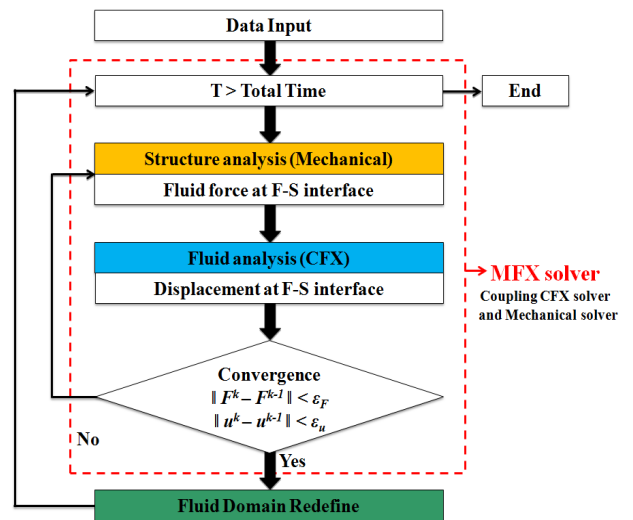 Data Input
T > Total Time
End
Structure analysis (Mechanical)
Fluid force at F-S interface
Fluid analysis (CFX)
Displacement at F-S interface
MFX solver
Coupling CFX solver
and Mechanical solver
Convergence
‖ F^k – F^k-1 ‖ < ε_F
‖ u^k – u^k-1 ‖ < ε_u
No
Yes
Fluid Domain Redefine